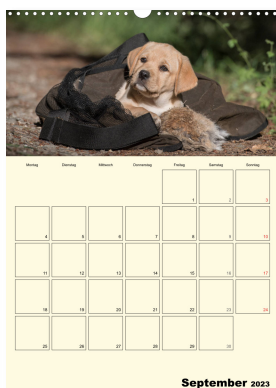 Montag Dienstag Mittwoch Donnerstag Freitag Samstag Sonntag
1 2 3
4 5 6 7 8 9 10
11 12 13 14 15 16 17
18 19 20 21 22 23 24
25 26 27 28 29 30
September 2023